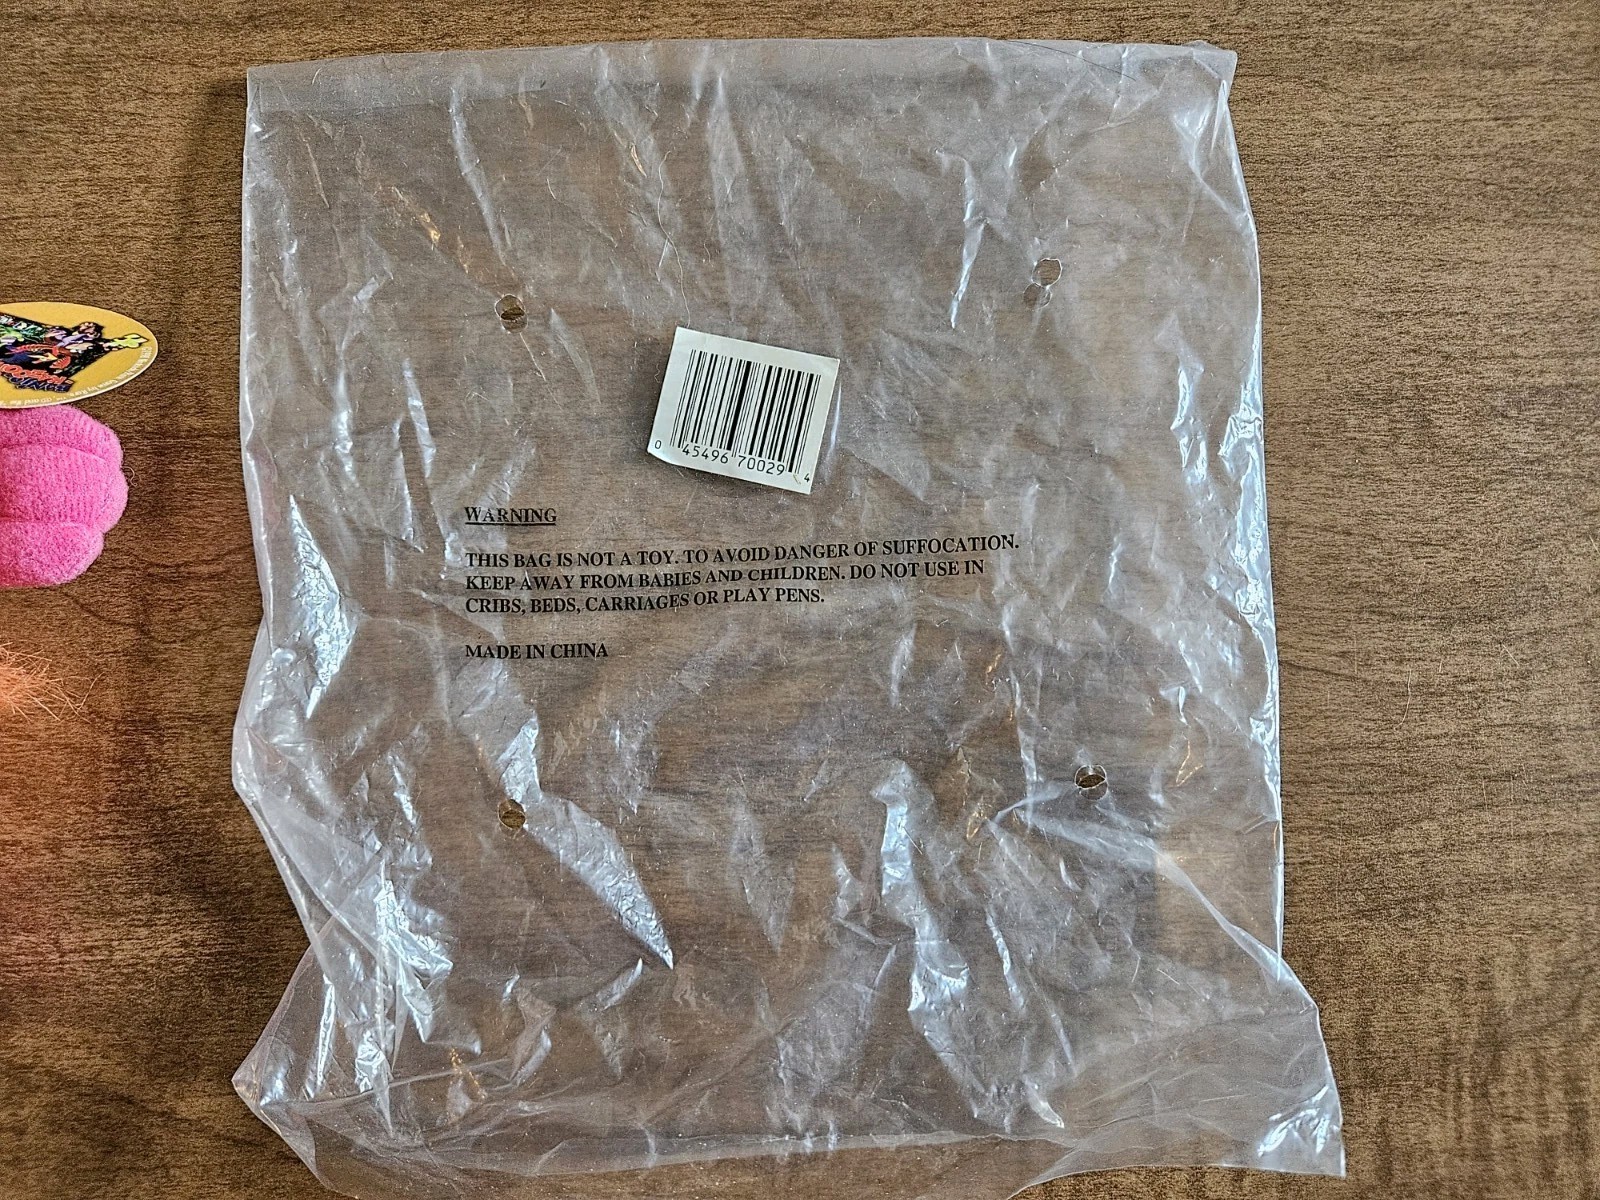 0 45496 70029 4
WARNING
THIS BAG IS NOT A TOY. TO AVOID DANGER OF SUFFOCATION.
KEEP AWAY FROM BABIES AND CHILDREN. DO NOT USE IN
CRIBS, BEDS, CARRIAGES OR PLAY PENS.
MADE IN CHINA